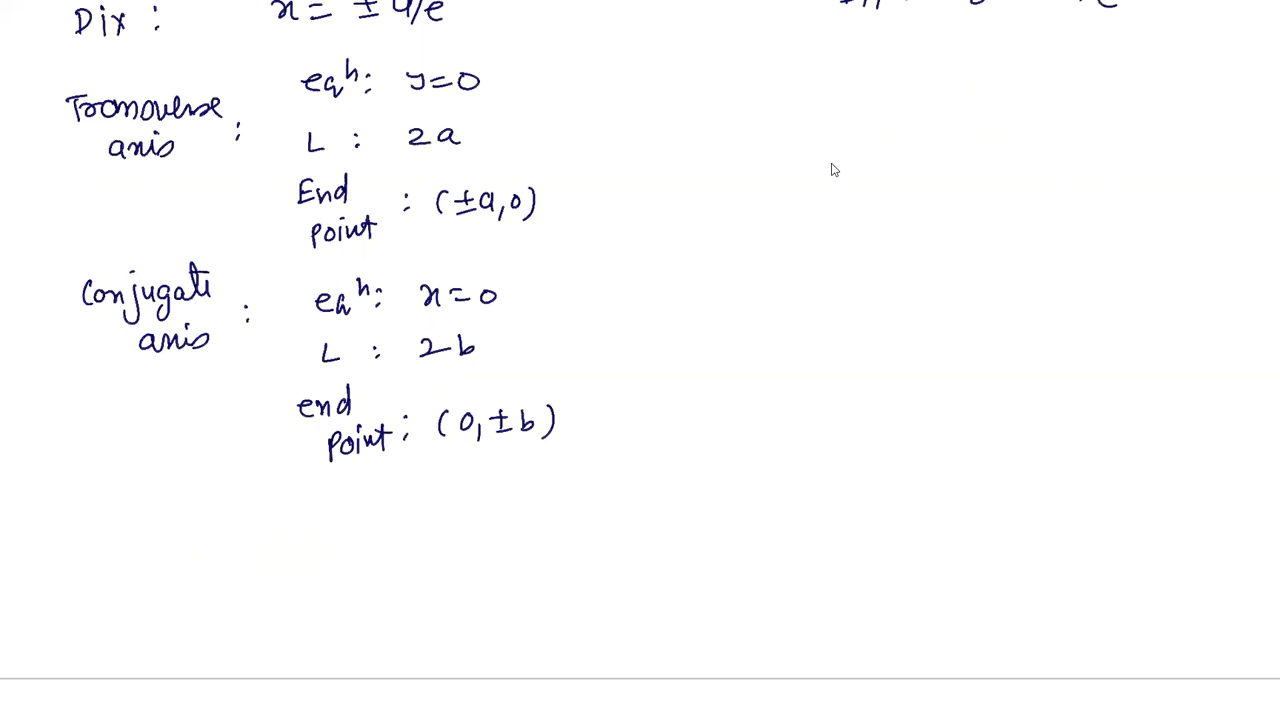 Dix : x = ± a/e
Transverse axis :
eqn: y=0
L : 2a
End point : (±a,0)
Conjugate axis :
eqn: x=0
L : 2b
end point : (0,±b)